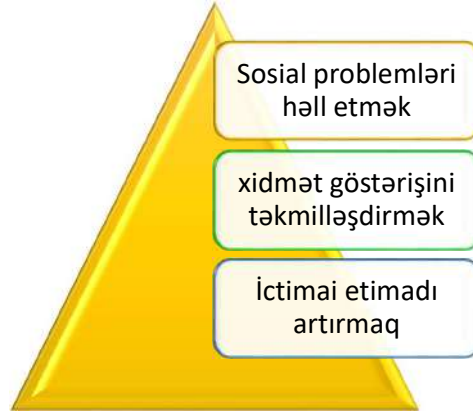 Sosial problemləri
həll etmək
xidmət göstərişini
təkmilləşdirmək
İctimai etimadı
artırmaq